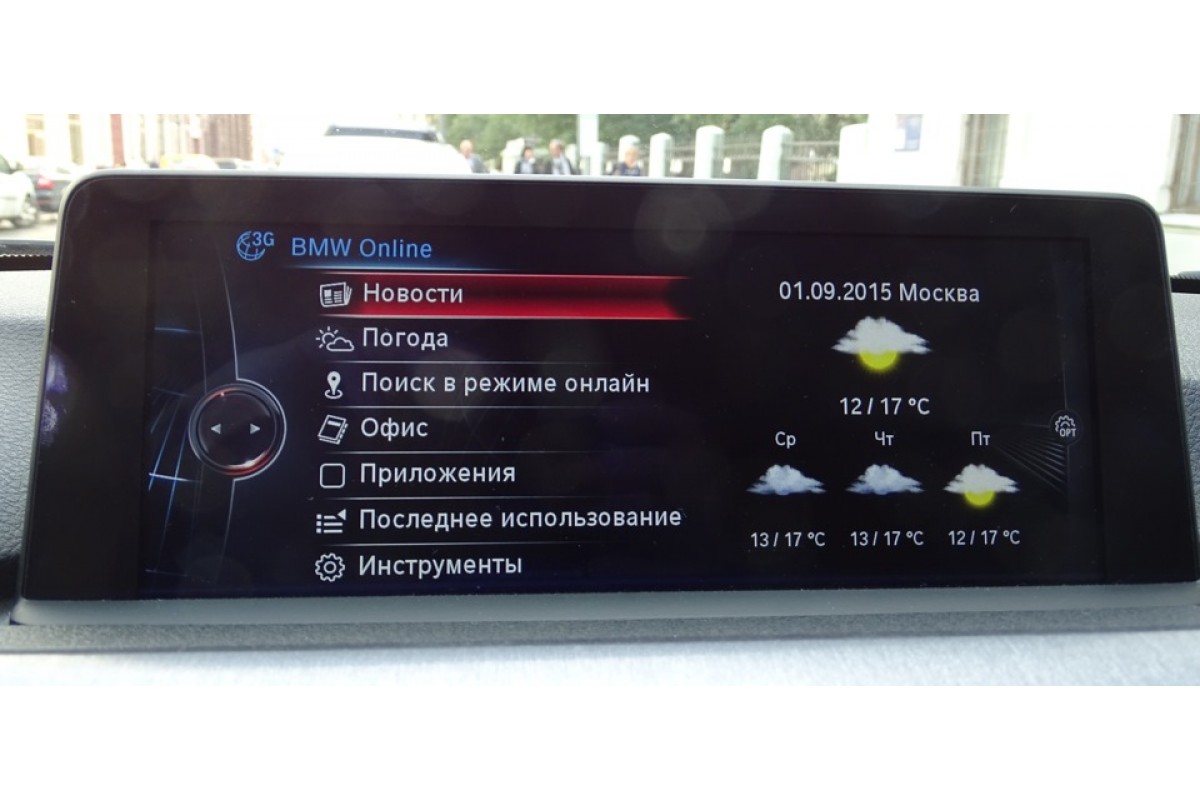 3G BMW Online
Новости
Погода
Поиск в режиме онлайн
Офис
Приложения
Последнее использование
Инструменты
01.09.2015 Москва
12 / 17 °C
Ср Чт Пт
13 / 17 °C 13 / 17 °C 12 / 17 °C
OPT